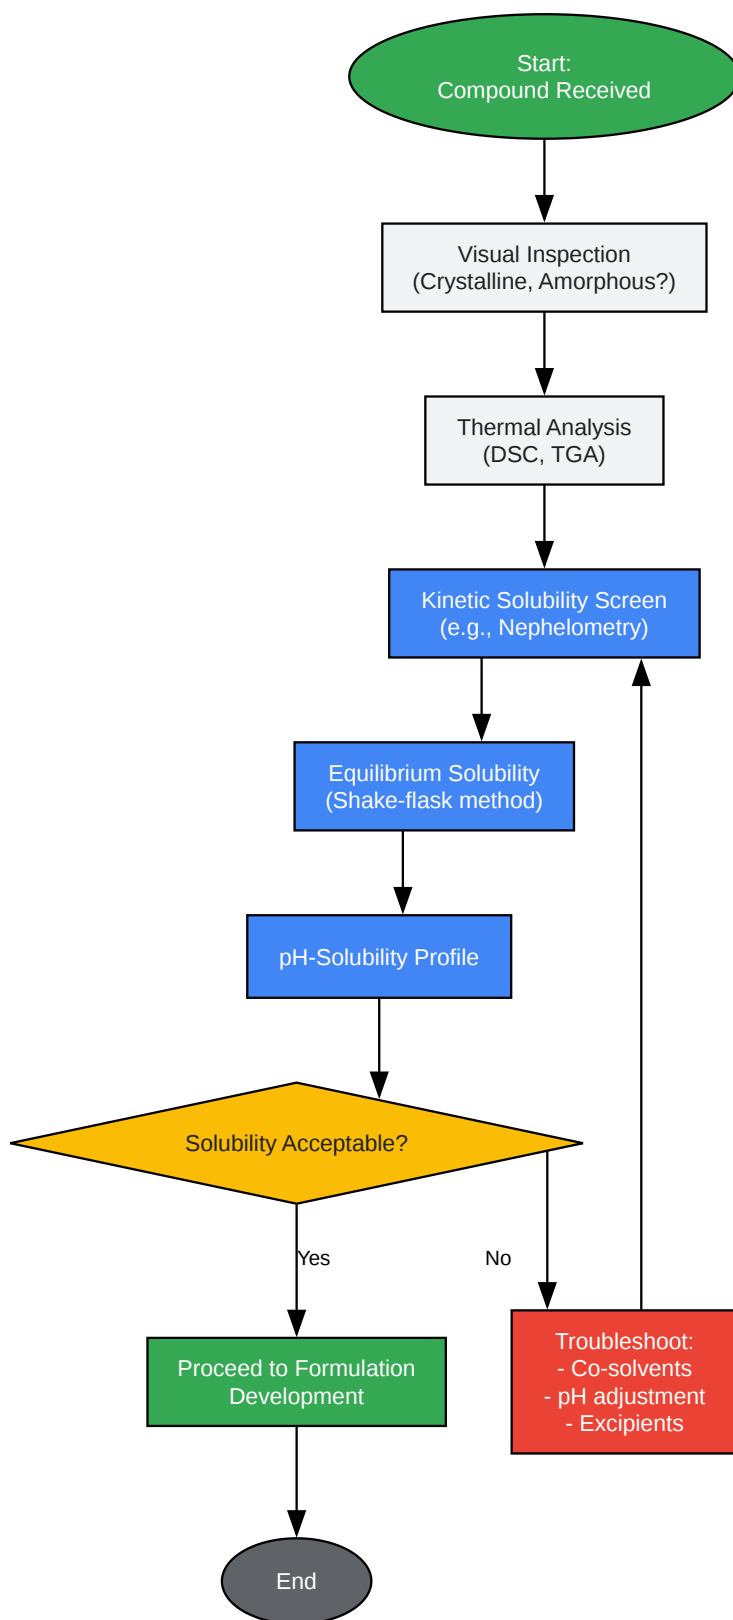 Start:
Compound Received
Visual Inspection
(Crystalline, Amorphous?)
Thermal Analysis
(DSC, TGA)
Kinetic Solubility Screen
(e.g., Nephelometry)
Equilibrium Solubility
(Shake-flask method)
pH-Solubility Profile
Solubility Acceptable?
Yes
No
Proceed to Formulation
Development
Troubleshoot:
- Co-solvents
- pH adjustment
- Excipients
End